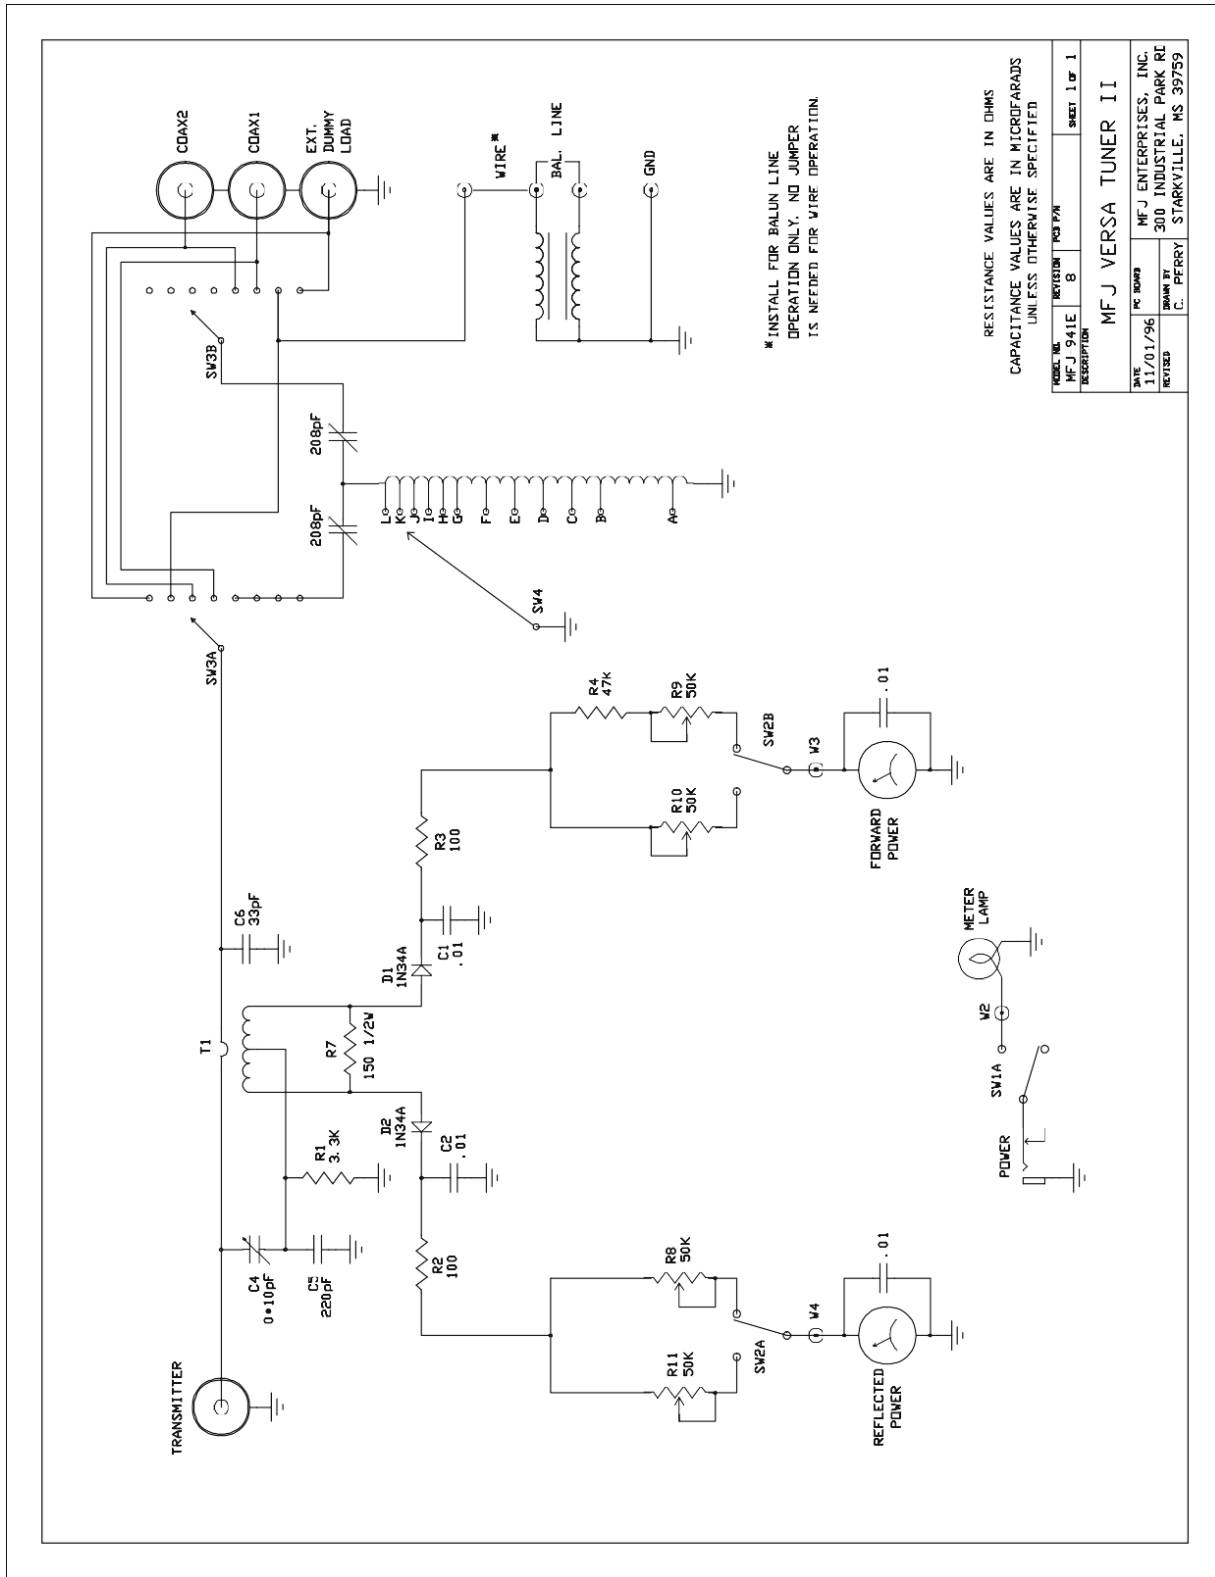 TRANSMITTER
C4
0•10pF
C5
220pF
R1
3.3K
T1
C6
33pF
R7
150 1/2W
D2
1N34A
C2
.01
D1
1N34A
C1
.01
R2
100
R3
100
R11
50K
R8
50K
SW2A
W4
.01
REFLECTED
POWER
R10
50K
R4
47K
R9
50K
SW2B
W3
.01
FORWARD
POWER
POWER
SW1A
W2
METER
LAMP
SW3A
SW3B
208pF
208pF
L
K
J
I
H
G
F
E
D
C
B
A
SW4
COAX2
COAX1
EXT.
DUMMY
LOAD
WIRE*
BAL. LINE
GND
*INSTALL FOR BALUN LINE
OPERATION ONLY. NO JUMPER
IS NEEDED FOR WIRE OPERATION.
RESISTANCE VALUES ARE IN OHMS
CAPACITANCE VALUES ARE IN MICROFARADS
UNLESS OTHERWISE SPECIFIED
MODEL NO.
MFJ 941E
REVISION
8
PCB P/N
SHEET 1 OF 1
DESCRIPTION
MFJ VERSA TUNER II
DATE
11/01/96
PC BOARD
MFJ ENTERPRISES, INC.
300 INDUSTRIAL PARK RD
STARKVILLE, MS 39759
REVISED
DRAWN BY
C. PERRY